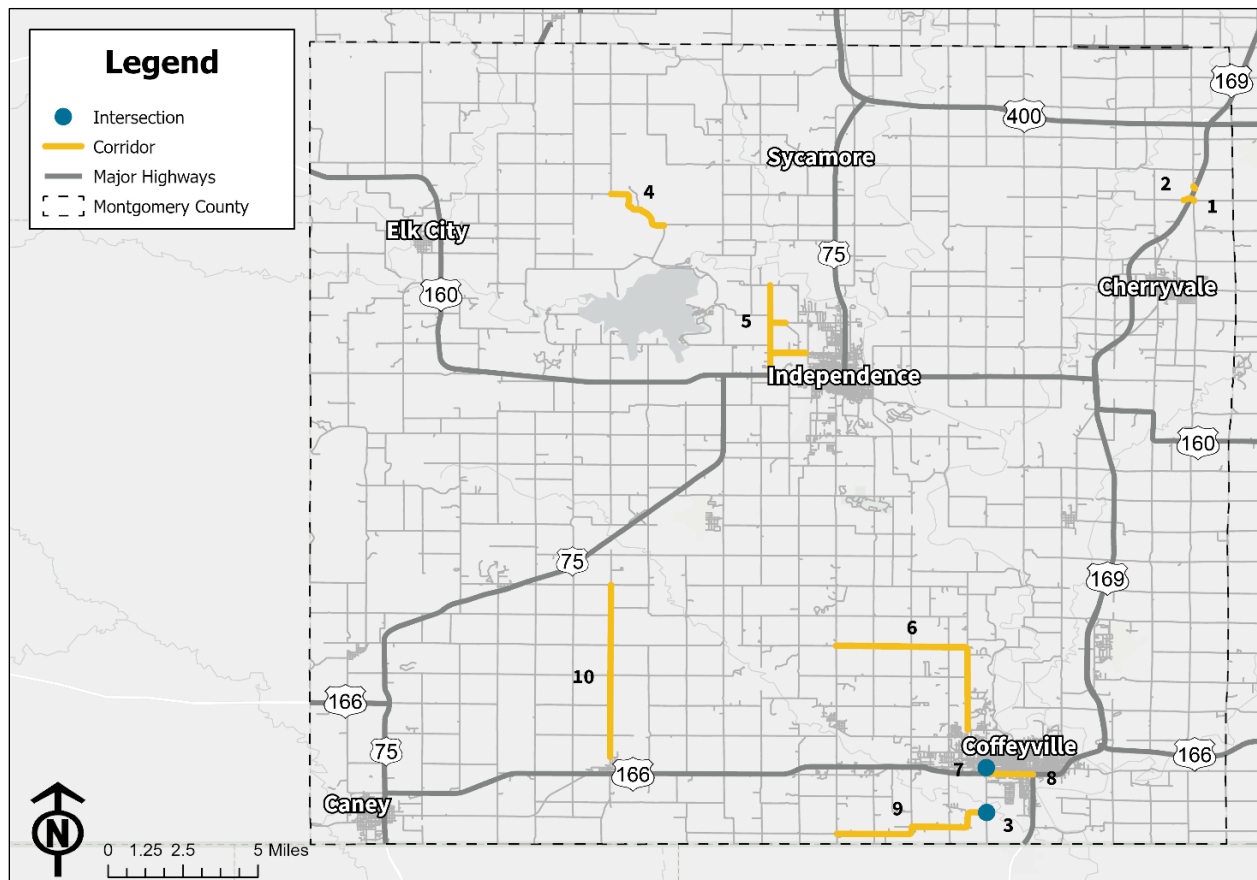 Legend
Intersection
Corridor
Major Highways
Montgomery County
169
400
Sycamore
2
4
1
Elk City
75
160
Cherryvale
5
Independence
160
75
169
6
10
166
Coffeyville
75
166
7
166
8
Caney
9
3
N
0 1.25 2.5 5 Miles